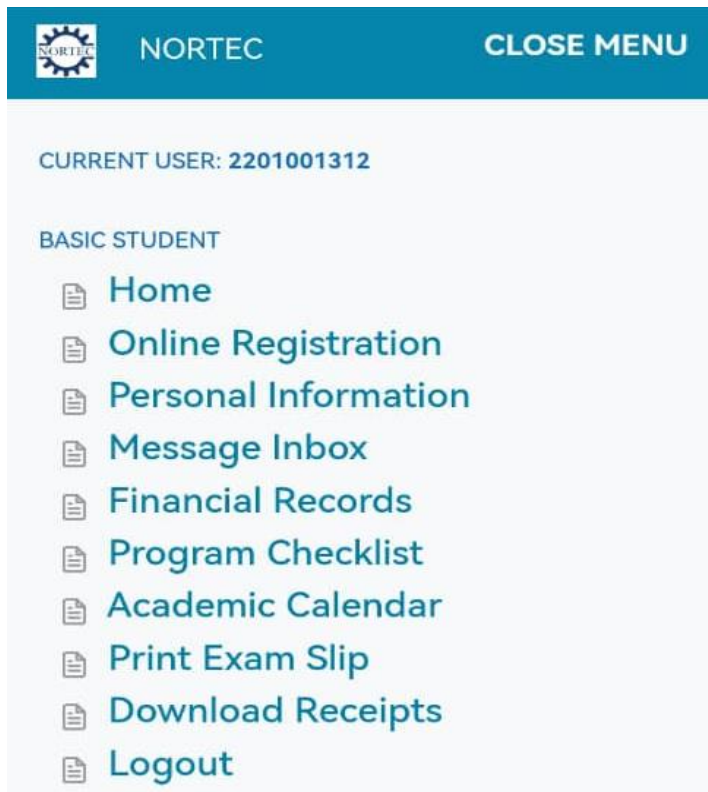 NORTEC
NORTEC
CLOSE MENU
CURRENT USER: 2201001312
BASIC STUDENT
Home
Online Registration
Personal Information
Message Inbox
Financial Records
Program Checklist
Academic Calendar
Print Exam Slip
Download Receipts
Logout